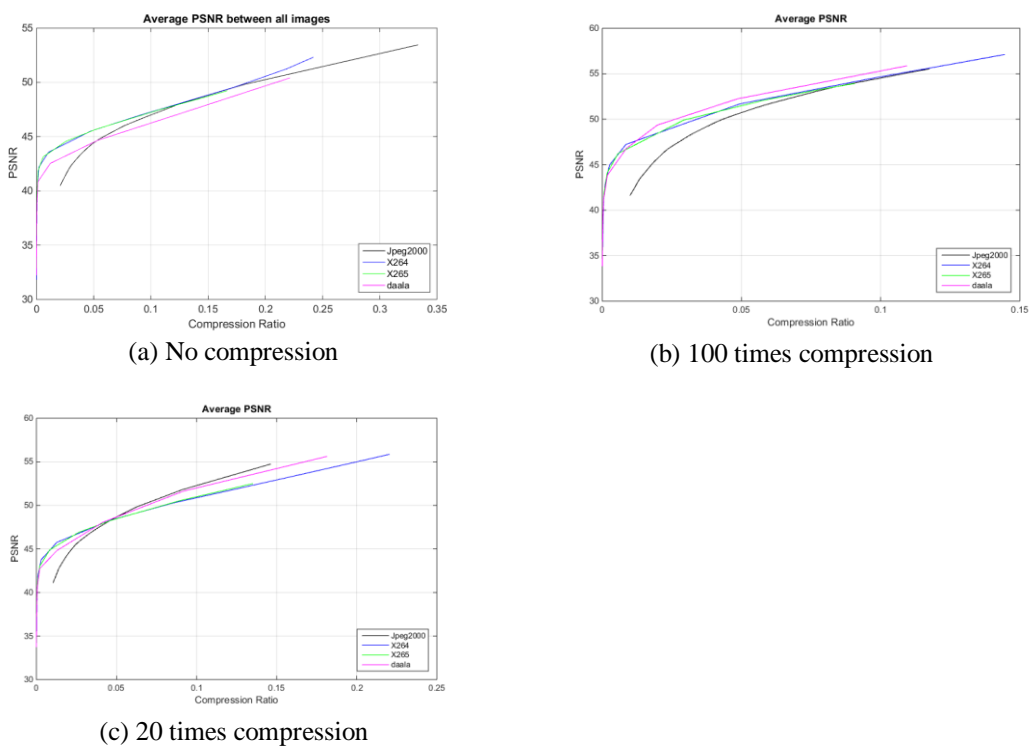 Average PSNR between all images
PSNR
55
50
45
40
35
30
0
0.05
0.1
0.15
0.2
0.25
0.3
0.35
Compression Ratio
Jpeg2000
X264
X265
daala
(a) No compression
Average PSNR
PSNR
60
55
50
45
40
35
30
0
0.05
0.1
0.15
Compression Ratio
Jpeg2000
X264
X265
daala
(b) 100 times compression
Average PSNR
PSNR
60
55
50
45
40
35
30
0
0.05
0.1
0.15
0.2
0.25
Compression Ratio
Jpeg2000
X264
X265
daala
(c) 20 times compression